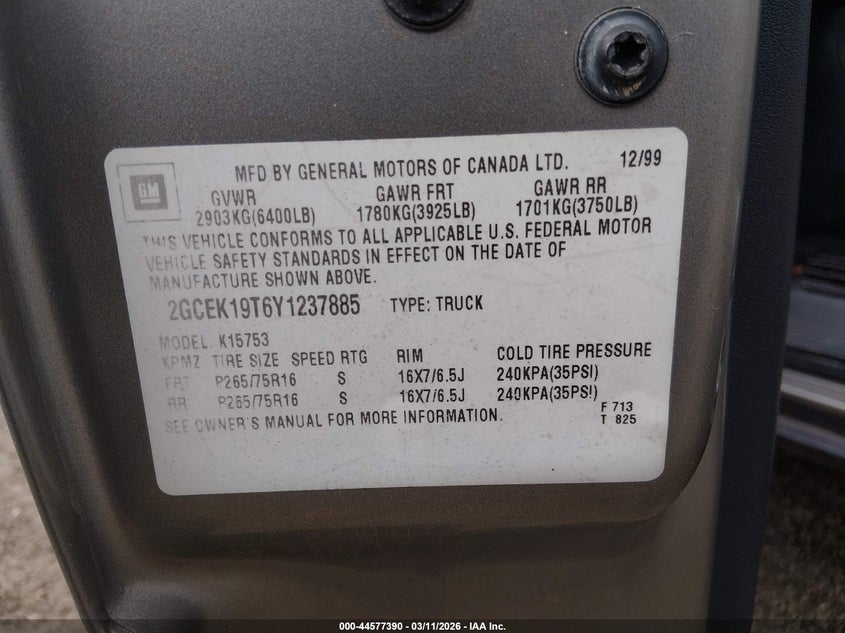 MFD BY GENERAL MOTORS OF CANADA LTD. 12/99
GM
GVWR GAWR FRT GAWR RR
2903KG(6400LB) 1780KG(3925LB) 1701KG(3750LB)
THIS VEHICLE CONFORMS TO ALL APPLICABLE U.S. FEDERAL MOTOR
VEHICLE SAFETY STANDARDS IN EFFECT ON THE DATE OF
MANUFACTURE SHOWN ABOVE.
2GCEK19T6Y1237885 TYPE: TRUCK
MODEL. K15753
KPMZ TIRE SIZE SPEED RTG RIM COLD TIRE PRESSURE
FRT P265/75R16 S 16X7/6.5J 240KPA(35PSI)
RR P265/75R16 S 16X7/6.5J 240KPA(35PSI)
SEE OWNER'S MANUAL FOR MORE INFORMATION.
F 713
T 825
000-44577390 - 03/11/2026 - IAA Inc.